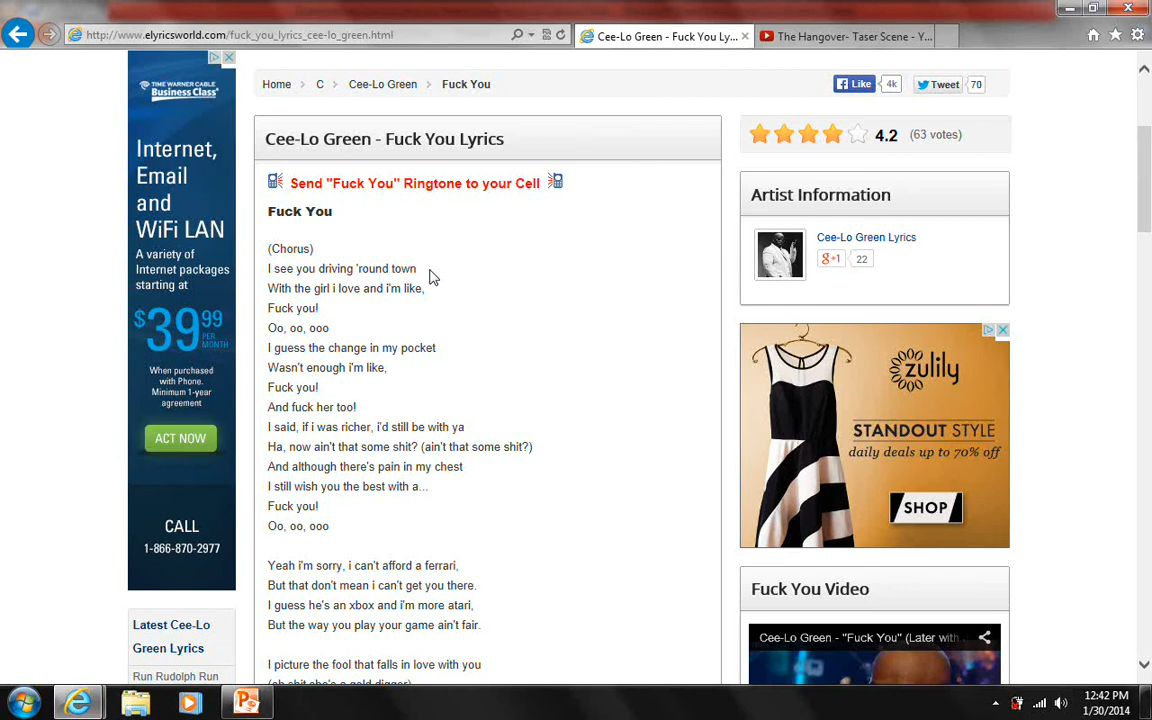 http://www.elyricsworld.com/fuck_you_lyrics_cee-lo_green.html
Cee-Lo Green - Fuck You Ly...
The Hangover- Taser Scene - Y...
Home > C > Cee-Lo Green > Fuck You
Like 4k
Tweet 70
TIME WARNER CABLE
Business Class
Internet,
Email
and
WiFi LAN
A variety of
Internet packages
starting at
$39.99
PER
MONTH
When purchased
with Phone.
Minimum 1-year
agreement
ACT NOW
CALL
1-866-870-2977
Latest Cee-Lo
Green Lyrics
Run Rudolph Run
Cee-Lo Green - Fuck You Lyrics
Send "Fuck You" Ringtone to your Cell
Fuck You
(Chorus)
I see you driving 'round town
With the girl i love and i'm like,
Fuck you!
Oo, oo, ooo
I guess the change in my pocket
Wasn't enough i'm like,
Fuck you!
And fuck her too!
I said, if i was richer, i'd still be with ya
Ha, now ain't that some shit? (ain't that some shit?)
And although there's pain in my chest
I still wish you the best with a...
Fuck you!
Oo, oo, ooo
Yeah i'm sorry, i can't afford a ferrari,
But that don't mean i can't get you there.
I guess he's an xbox and i'm more atari,
But the way you play your game ain't fair.
I picture the fool that falls in love with you
(oh shit she's a gold digger)
4.2 (63 votes)
Artist Information
Cee-Lo Green Lyrics
g+1 22
zulily
STANDOUT STYLE
daily deals up to 70% off
SHOP
Fuck You Video
Cee-Lo Green - "Fuck You" (Later with
12:42 PM
1/30/2014